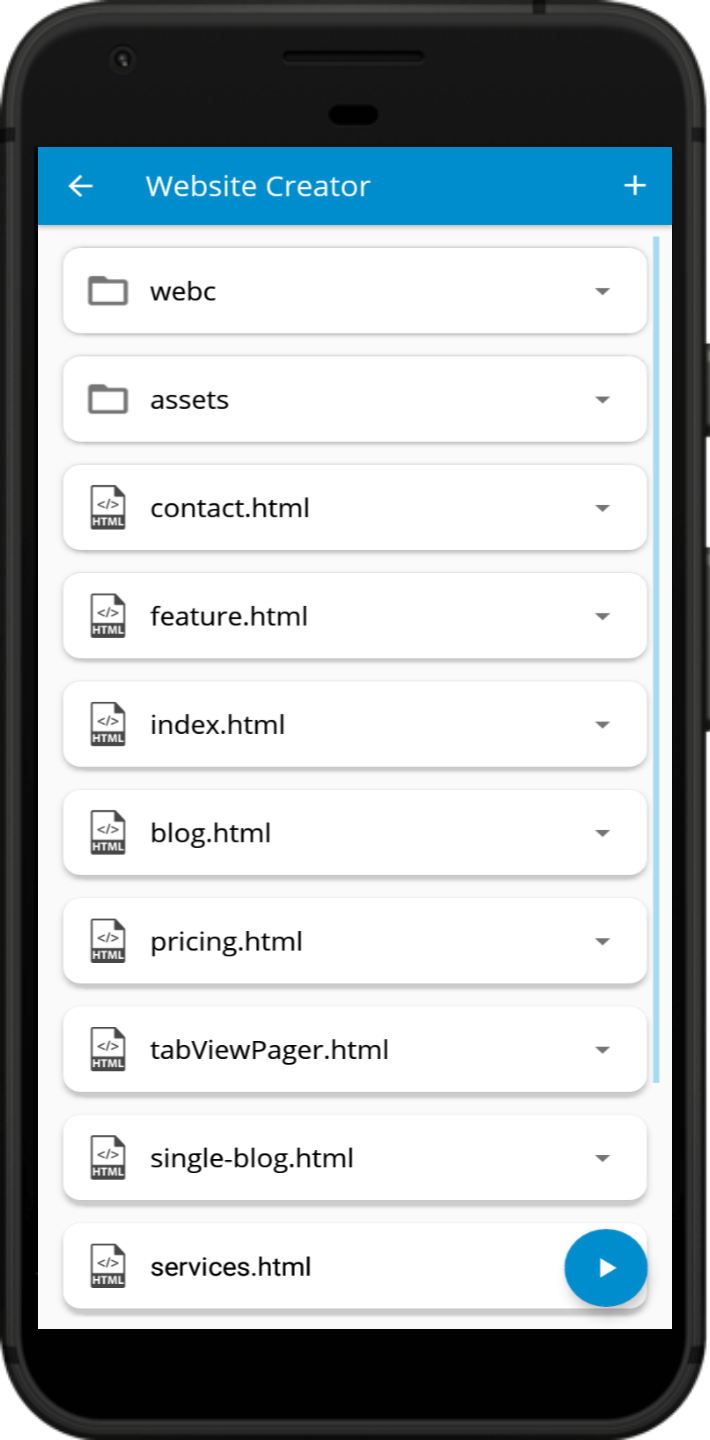 Website Creator
webc
assets
</>
HTML
contact.html
</>
HTML
feature.html
</>
HTML
index.html
</>
HTML
blog.html
</>
HTML
pricing.html
</>
HTML
tabViewPager.html
</>
HTML
single-blog.html
</>
HTML
services.html